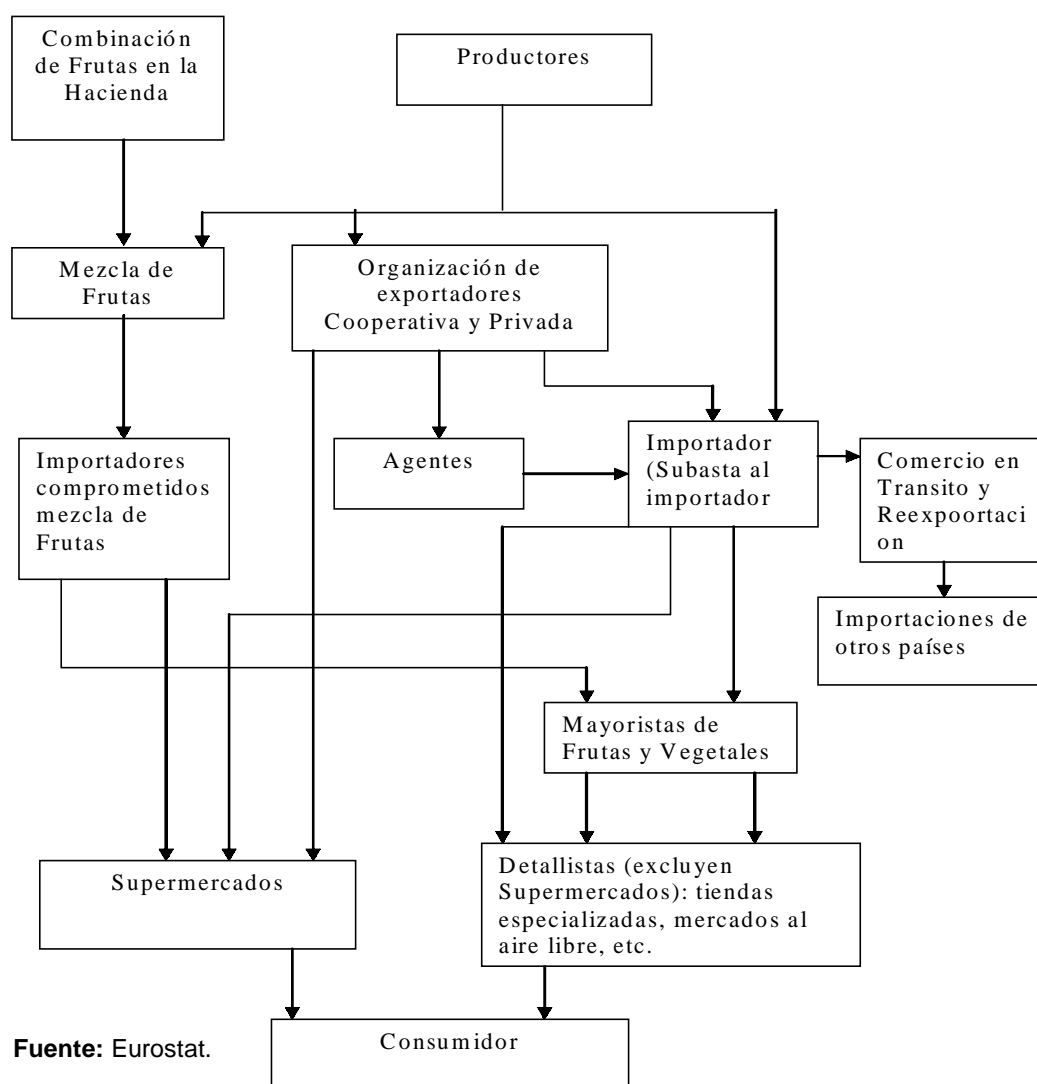 Combinación
de Frutas en la
Hacienda
Productores
Mezcla de
Frutas
Organización de
exportadores
Cooperativa y Privada
Importadores
comprometidos
mezcla de
Frutas
Agentes
Importador
(Subasta al
importador
Comercio en
Transito y
Reexpoortaci
on
Importaciones de
otros países
Mayoristas de
Frutas y Vegetales
Supermercados
Detallistas (excluyen
Supermercados): tiendas
especializadas, mercados al
aire libre, etc.
Consumidor
Fuente: Eurostat.